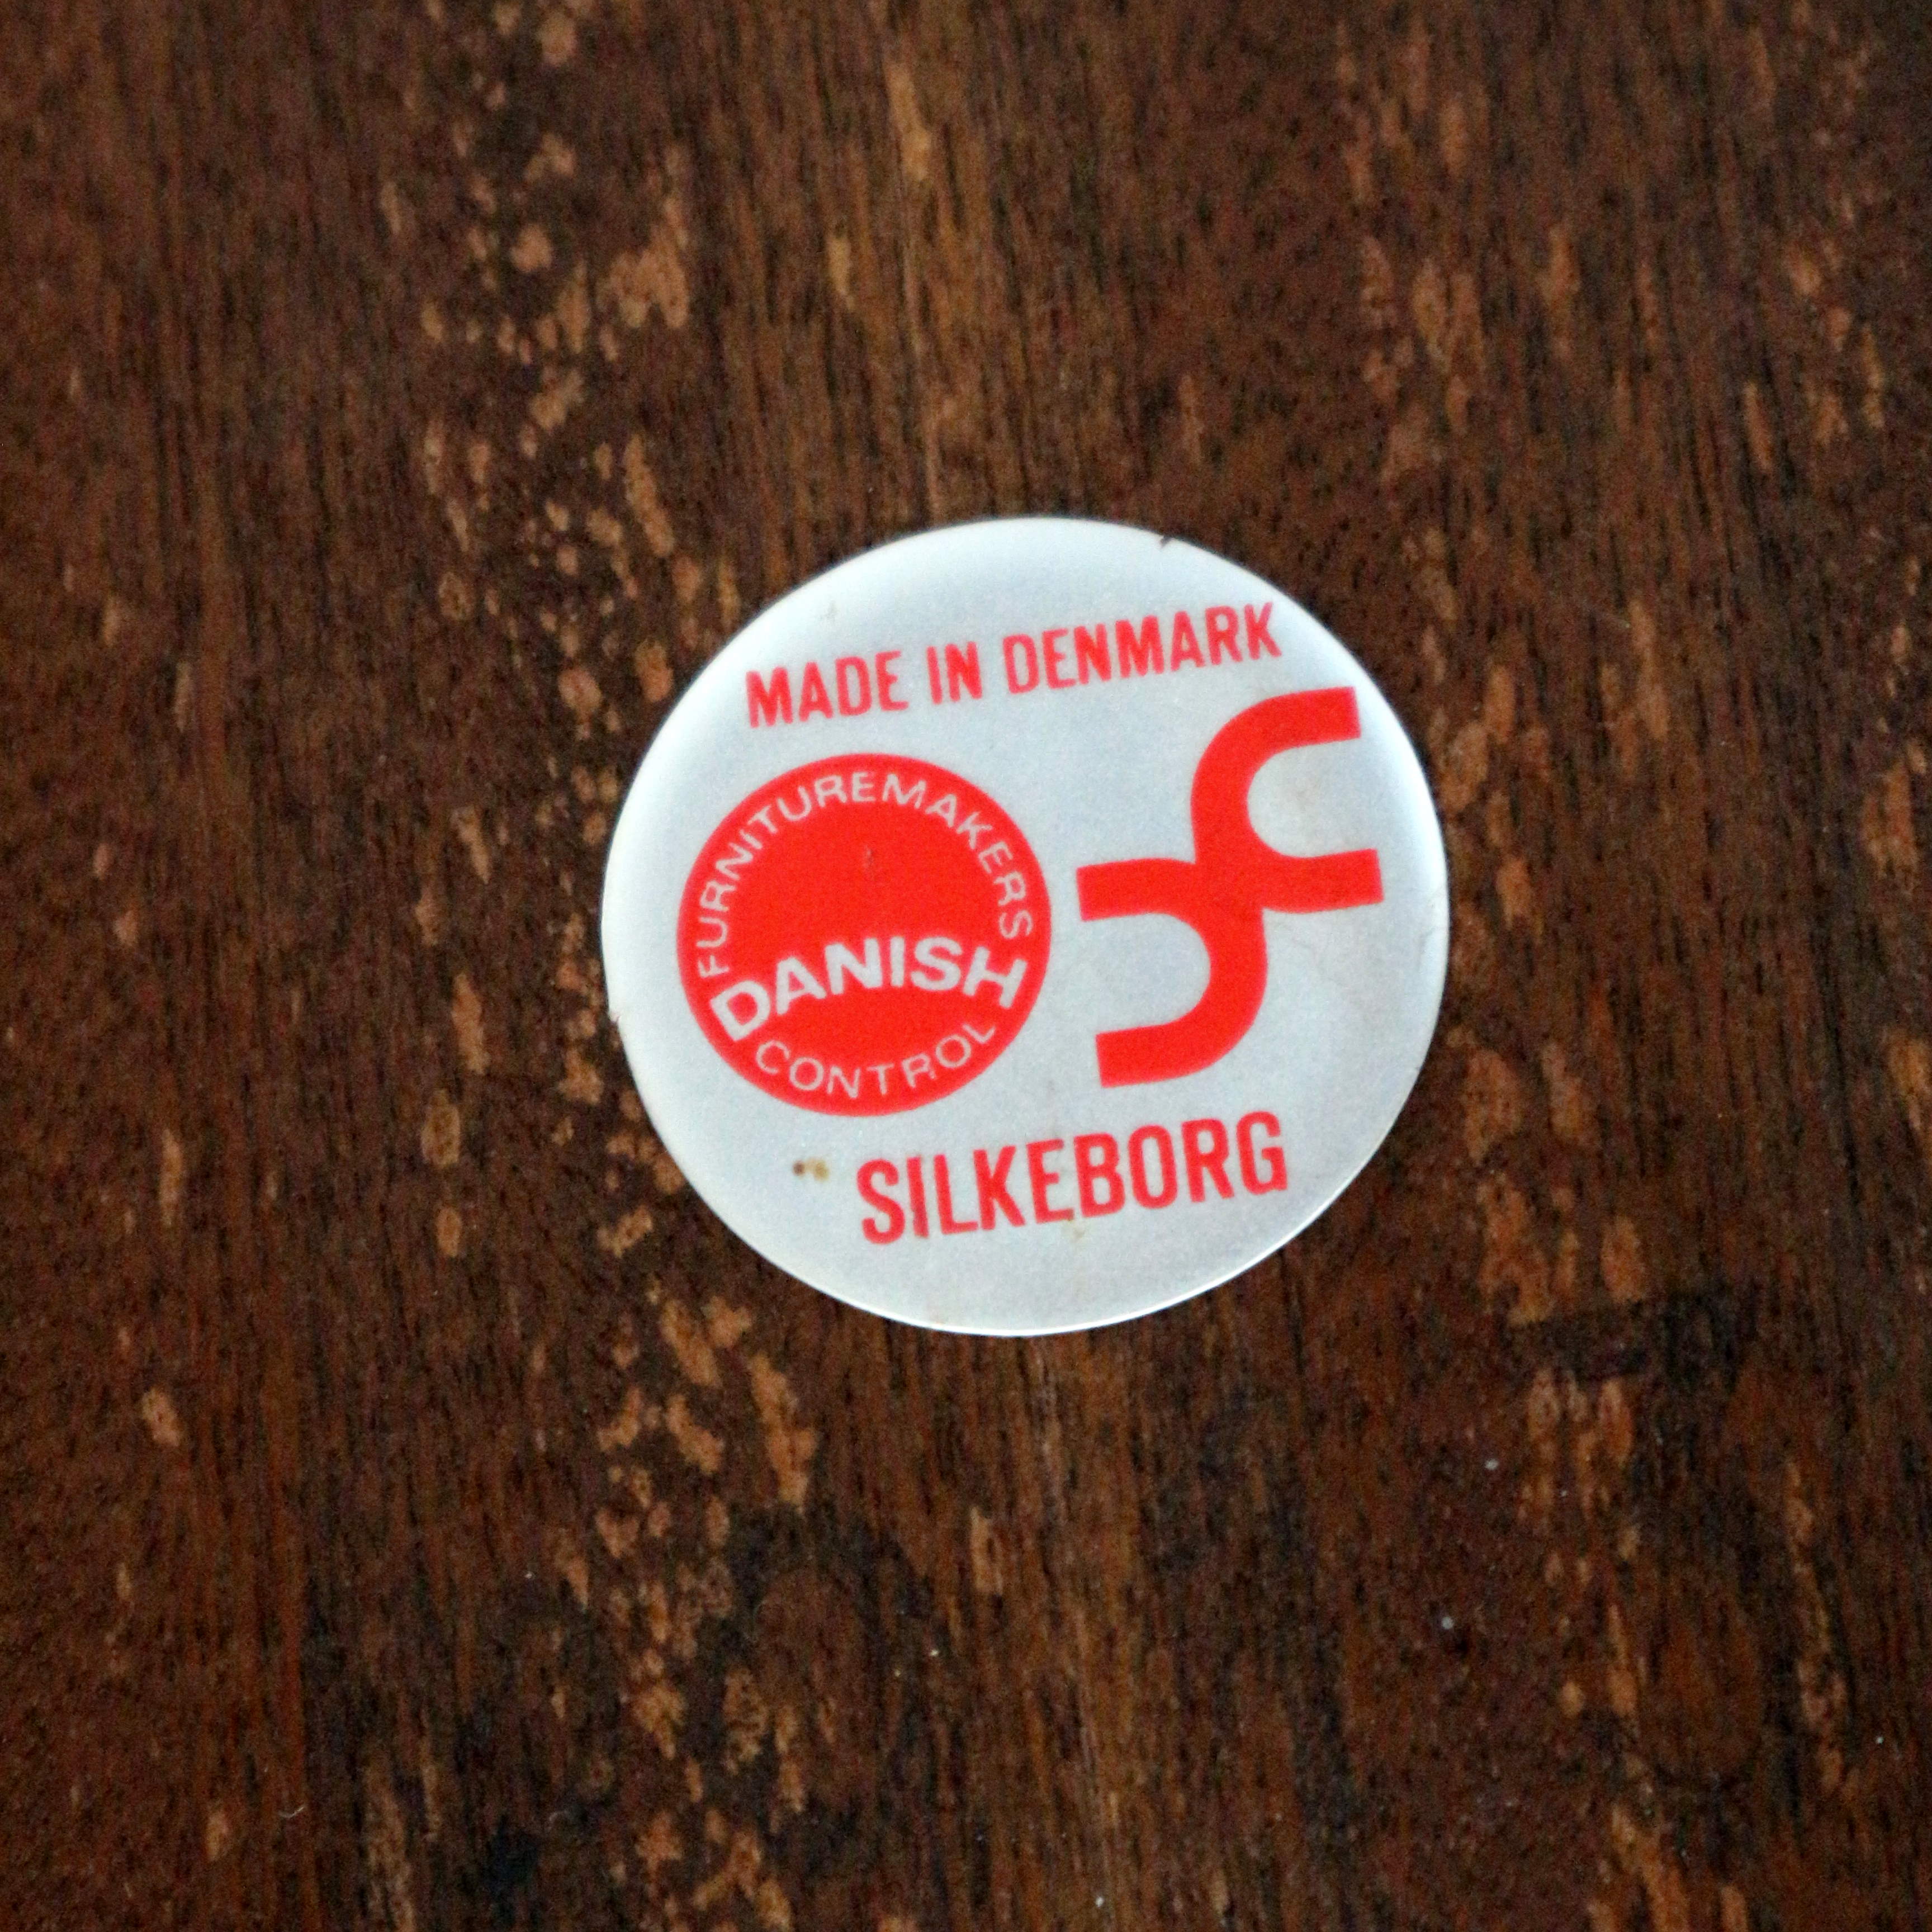 MADE IN DENMARK
FURNITUREMAKERS
DANISH
CONTROL
SILKEBORG